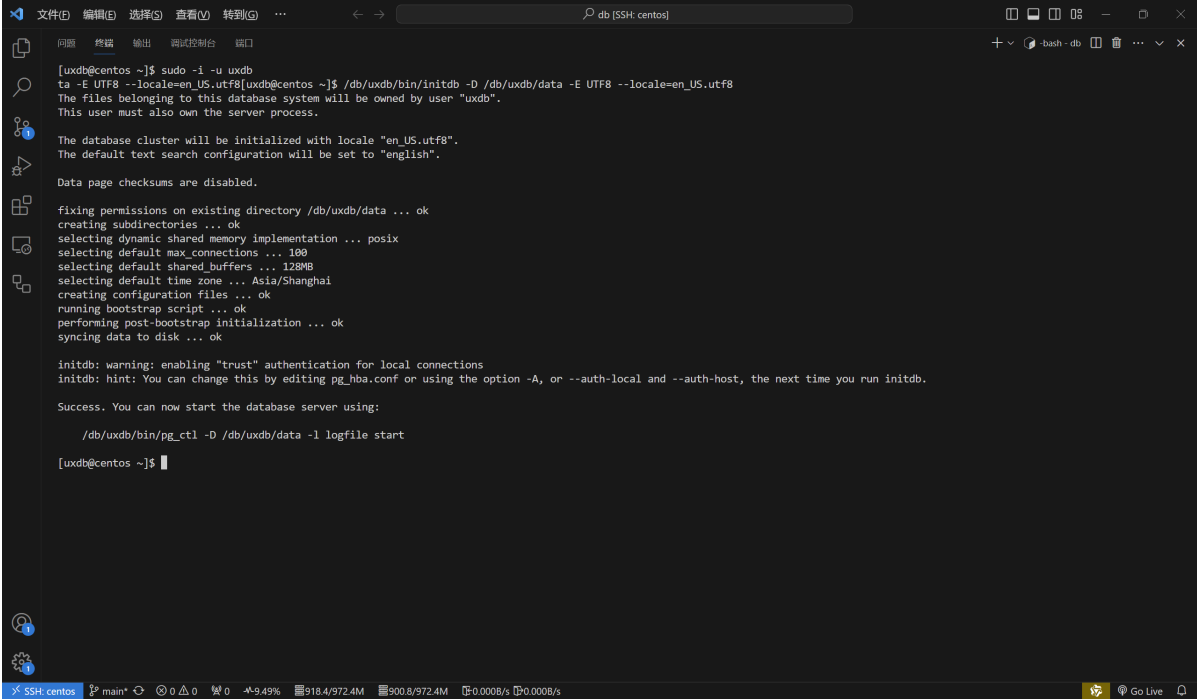 文件(F) 编辑(E) 选择(S) 查看(V) 转到(G) ···
db [SSH: centos]
问题 终端 输出 调试控制台 端口
-bash - db
[uxdb@centos ~]$ sudo -i -u uxdb
ta -E UTF8 --locale=en_US.utf8[uxdb@centos ~]$ /db/uxdb/bin/initdb -D /db/uxdb/data -E UTF8 --locale=en_US.utf8
The files belonging to this database system will be owned by user "uxdb".
This user must also own the server process.
The database cluster will be initialized with locale "en_US.utf8".
The default text search configuration will be set to "english".
Data page checksums are disabled.
fixing permissions on existing directory /db/uxdb/data ... ok
creating subdirectories ... ok
selecting dynamic shared memory implementation ... posix
selecting default max_connections ... 100
selecting default shared_buffers ... 128MB
selecting default time zone ... Asia/Shanghai
creating configuration files ... ok
running bootstrap script ... ok
performing post-bootstrap initialization ... ok
syncing data to disk ... ok
initdb: warning: enabling "trust" authentication for local connections
initdb: hint: You can change this by editing pg_hba.conf or using the option -A, or --auth-local and --auth-host, the next time you run initdb.
Success. You can now start the database server using:
/db/uxdb/bin/pg_ctl -D /db/uxdb/data -l logfile start
[uxdb@centos ~]$
1
1
1
SSH: centos main* 0 0 0 9.49% 918.4/972.4M 900.8/972.4M 0.000B/s 0.000B/s Go Live